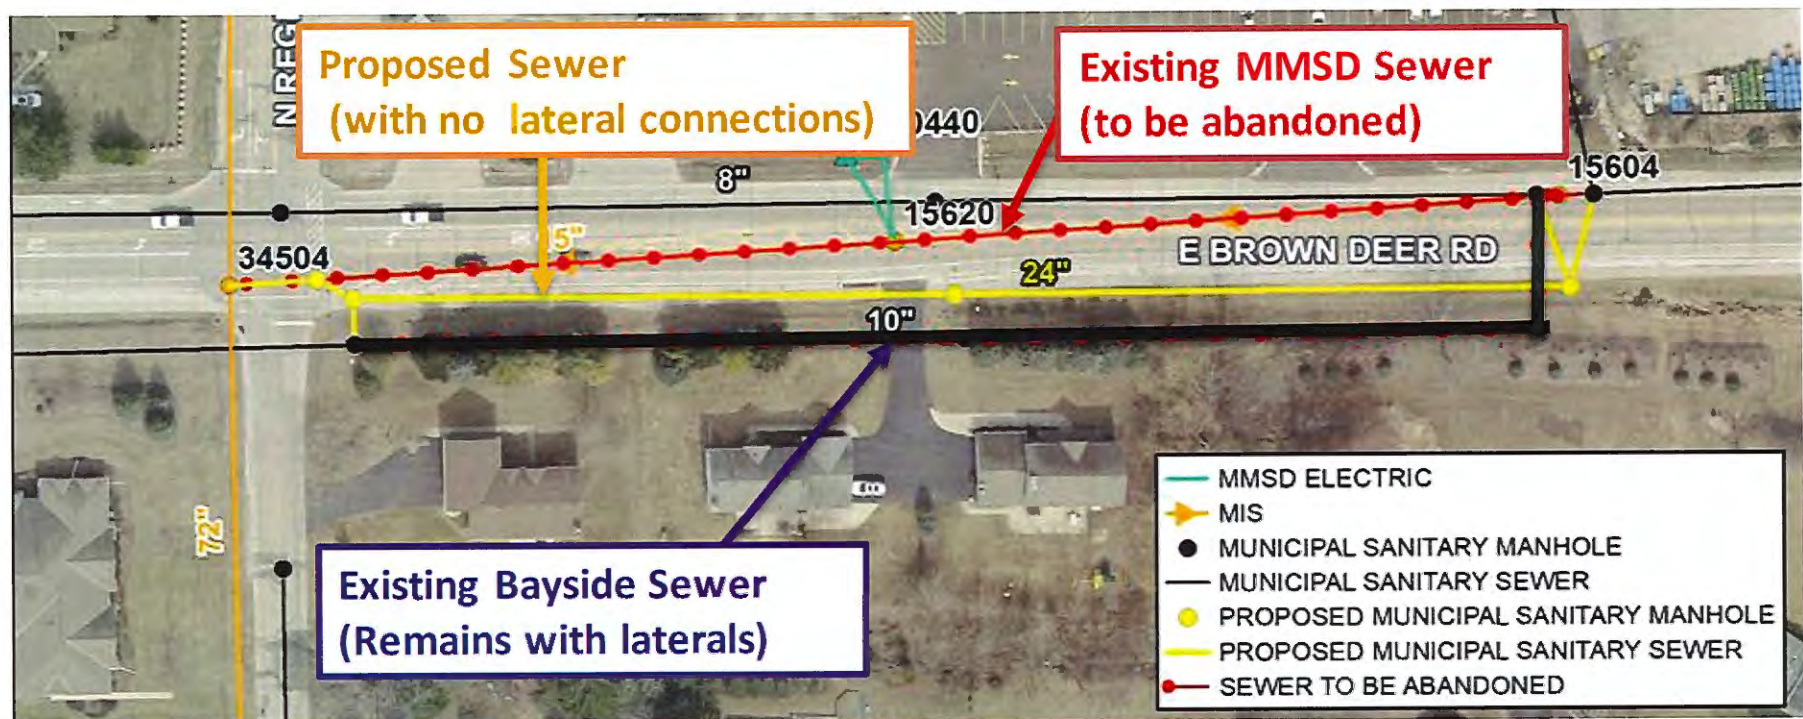 N REG
Proposed Sewer
(with no lateral connections)
0440
Existing MMSD Sewer
(to be abandoned)
8"
15604
15620
5"
34504
E BROWN DEER RD
24"
10"
72"
Existing Bayside Sewer
(Remains with laterals)
MMSD ELECTRIC
MIS
MUNICIPAL SANITARY MANHOLE
MUNICIPAL SANITARY SEWER
PROPOSED MUNICIPAL SANITARY MANHOLE
PROPOSED MUNICIPAL SANITARY SEWER
SEWER TO BE ABANDONED